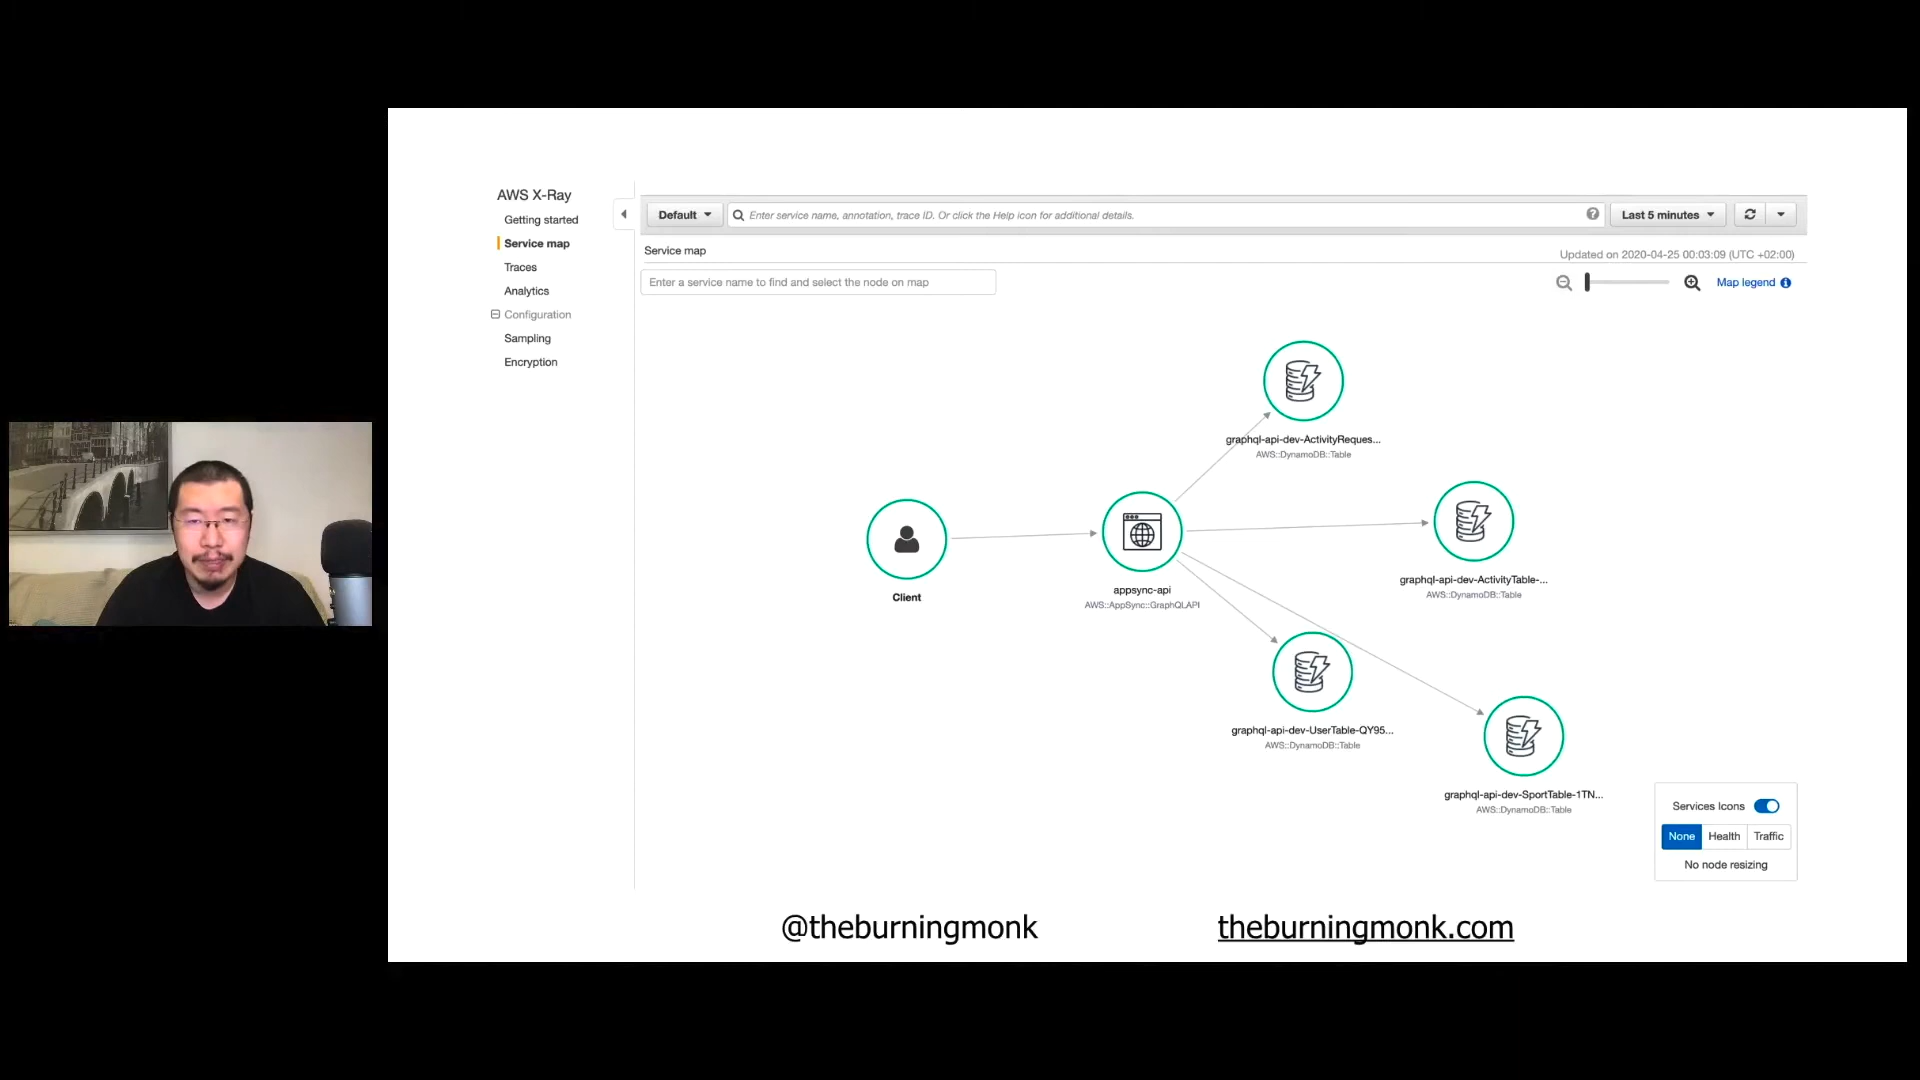 AWS X-Ray
Getting started
Service map
Traces
Analytics
Configuration
Sampling
Encryption
Default
Enter service name, annotation, trace ID. Or click the Help icon for additional details.
Last 5 minutes
Service map
Updated on 2020-04-25 00:03:09 (UTC +02:00)
Enter a service name to find and select the node on map
Map legend
graphql-api-dev-ActivityReques...
AWS::DynamoDB::Table
Client
appsync-api
AWS::AppSync::GraphQLAPI
graphql-api-dev-ActivityTable-...
AWS::DynamoDB::Table
graphql-api-dev-UserTable-QY95...
AWS::DynamoDB::Table
graphql-api-dev-SportTable-1TN...
AWS::DynamoDB::Table
Services Icons
None Health Traffic
No node resizing
@theburningmonk
theburningmonk.com